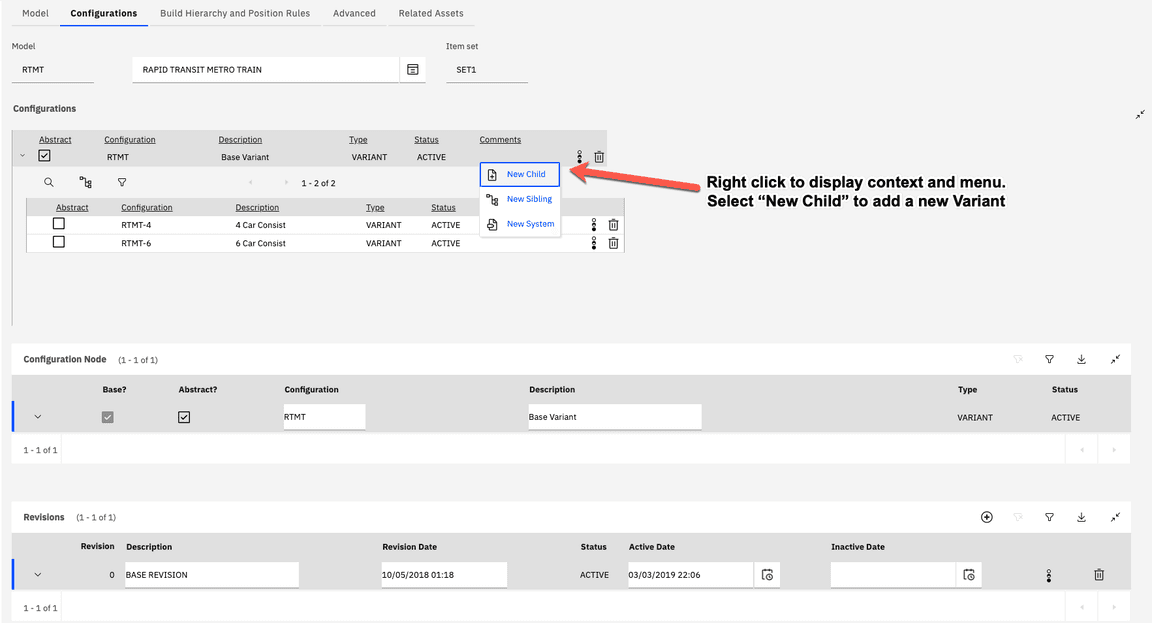 Model Configurations Build Hierarchy and Position Rules Advanced Related Assets
Model Item set
RTMT RAPID TRANSIT METRO TRAIN SET1
Configurations
Abstract Configuration Description Type Status Comments
RTMT Base Variant VARIANT ACTIVE
New Child
New Sibling
New System
1 - 2 of 2
Right click to display context and menu.
Select “New Child” to add a new Variant
Abstract Configuration Description Type Status
RTMT-4 4 Car Consist VARIANT ACTIVE
RTMT-6 6 Car Consist VARIANT ACTIVE
Configuration Node (1 - 1 of 1)
Base? Abstract? Configuration Description Type Status
RTMT Base Variant VARIANT ACTIVE
1 - 1 of 1
Revisions (1 - 1 of 1)
Revision Description Revision Date Status Active Date Inactive Date
0 BASE REVISION 10/05/2018 01:18 ACTIVE 03/03/2019 22:06
1 - 1 of 1